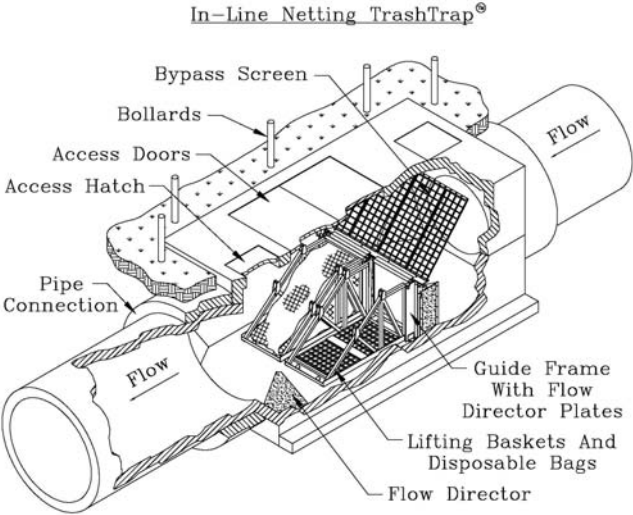 In-Line Netting TrashTrap®
Bypass Screen
Bollards
Flow
Access Doors
Access Hatch
Pipe
Connection
Flow
Guide Frame
With Flow
Director Plates
Lifting Baskets And
Disposable Bags
Flow Director